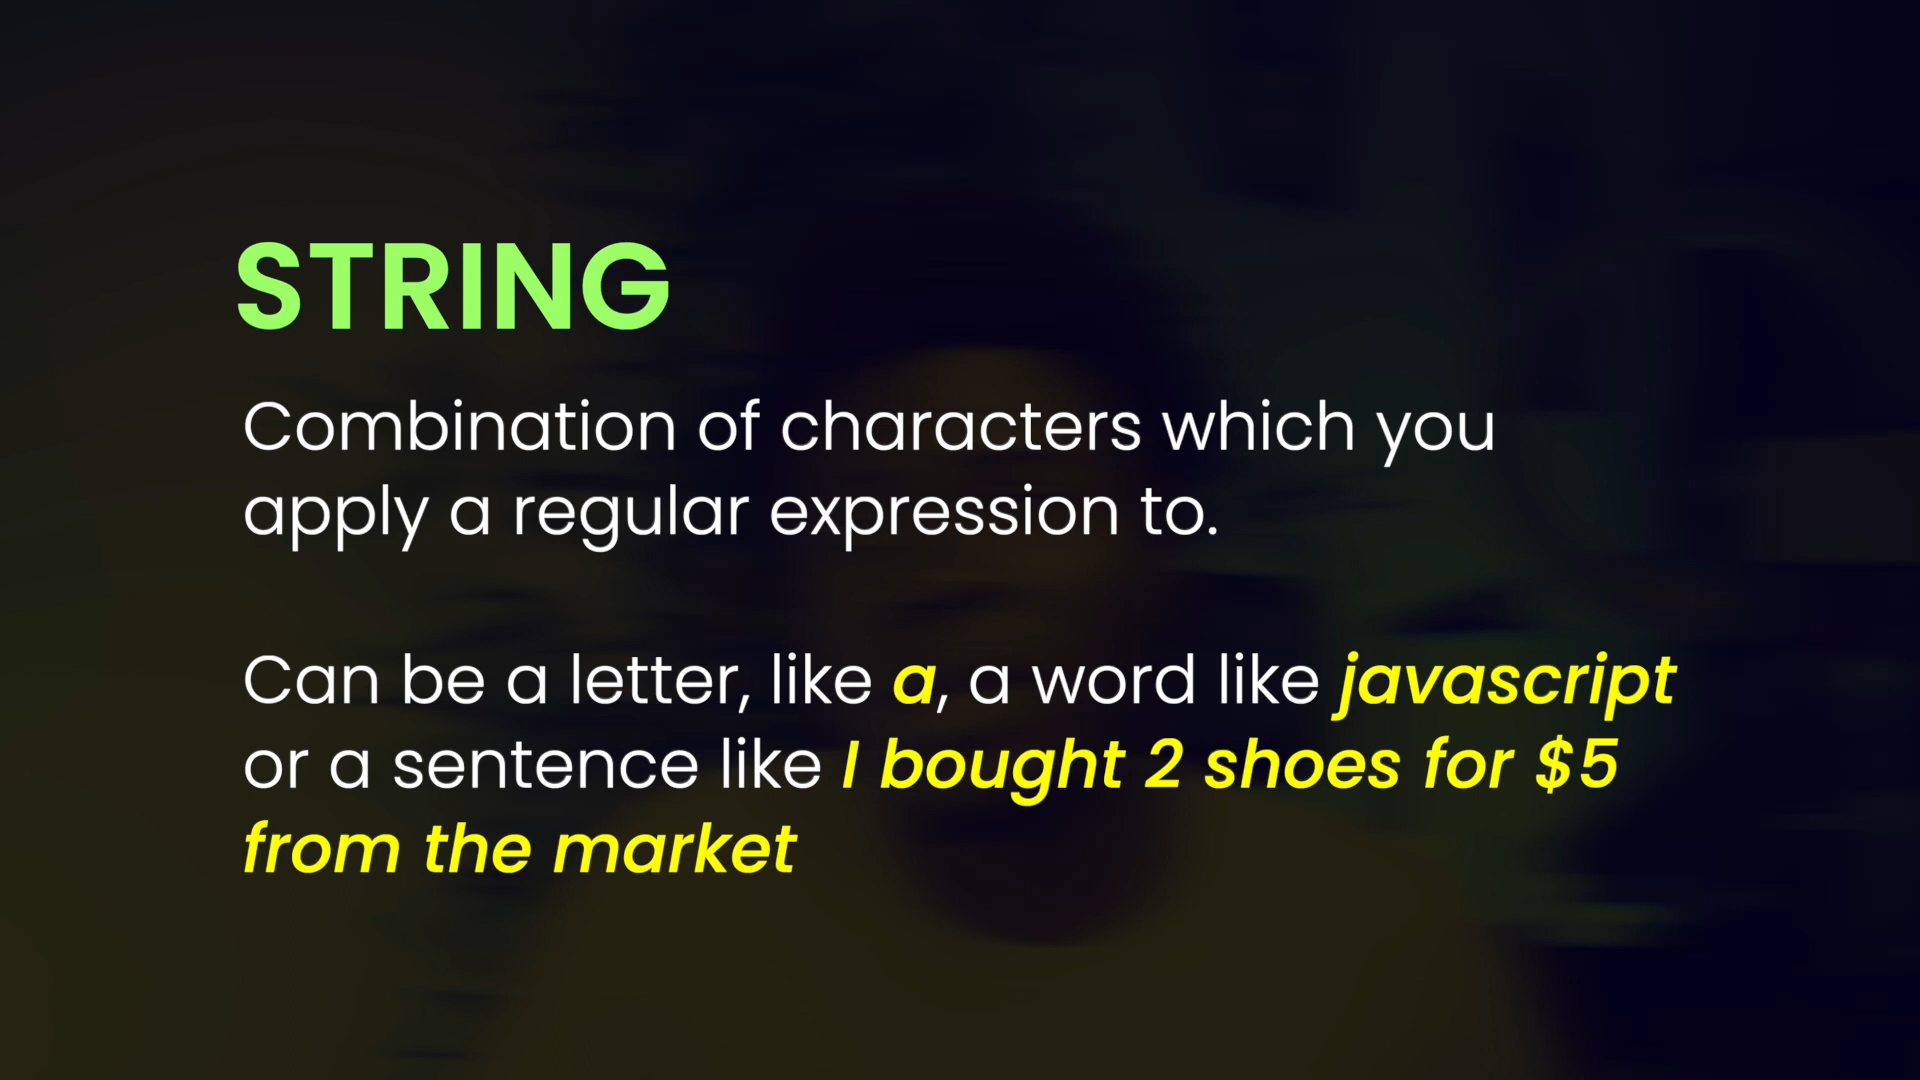 STRING
Combination of characters which you
apply a regular expression to.
Can be a letter, like a, a word like javascript
or a sentence like I bought 2 shoes for $5
from the market